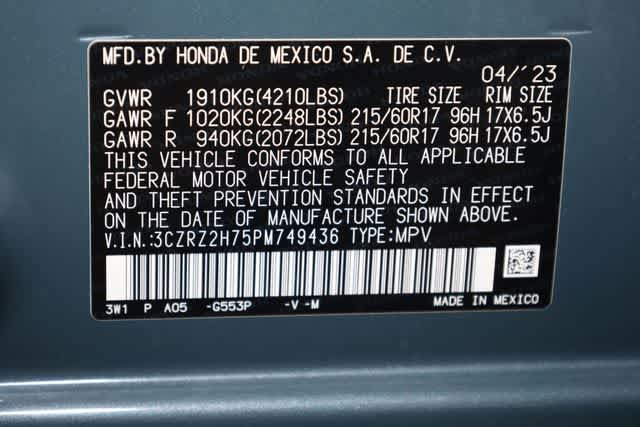 MFD.BY HONDA DE MEXICO S.A. DE C.V.
04/'23
GVWR 1910KG(4210LBS) TIRE SIZE RIM SIZE
GAWR F 1020KG(2248LBS) 215/60R17 96H 17X6.5J
GAWR R 940KG(2072LBS) 215/60R17 96H 17X6.5J
THIS VEHICLE CONFORMS TO ALL APPLICABLE
FEDERAL MOTOR VEHICLE SAFETY
AND THEFT PREVENTION STANDARDS IN EFFECT
ON THE DATE OF MANUFACTURE SHOWN ABOVE.
V.I.N.:3CZRZ2H75PM749436 TYPE:MPV
3W1 P A05 -G553P -V -M MADE IN MEXICO